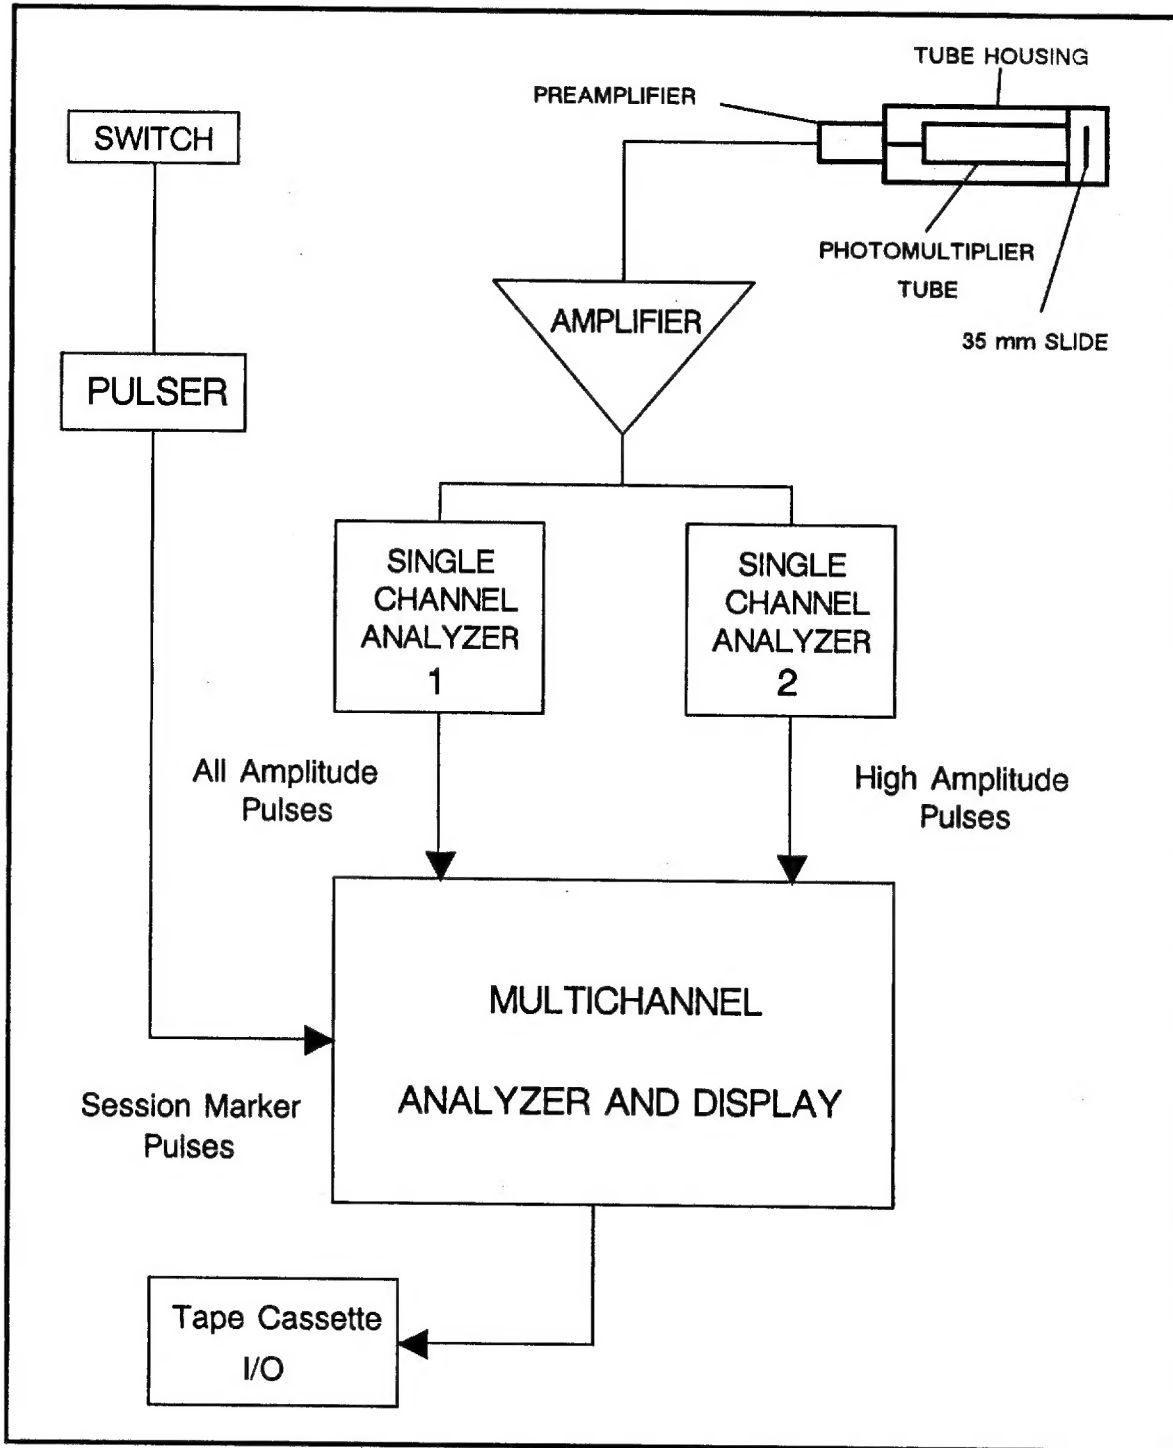 TUBE HOUSING
PREAMPLIFIER
SWITCH
PHOTOMULTIPLIER
TUBE
35 mm SLIDE
AMPLIFIER
PULSER
SINGLE
CHANNEL
ANALYZER
1
SINGLE
CHANNEL
ANALYZER
2
All Amplitude
Pulses
High Amplitude
Pulses
MULTICHANNEL
ANALYZER AND DISPLAY
Session Marker
Pulses
Tape Cassette
I/O